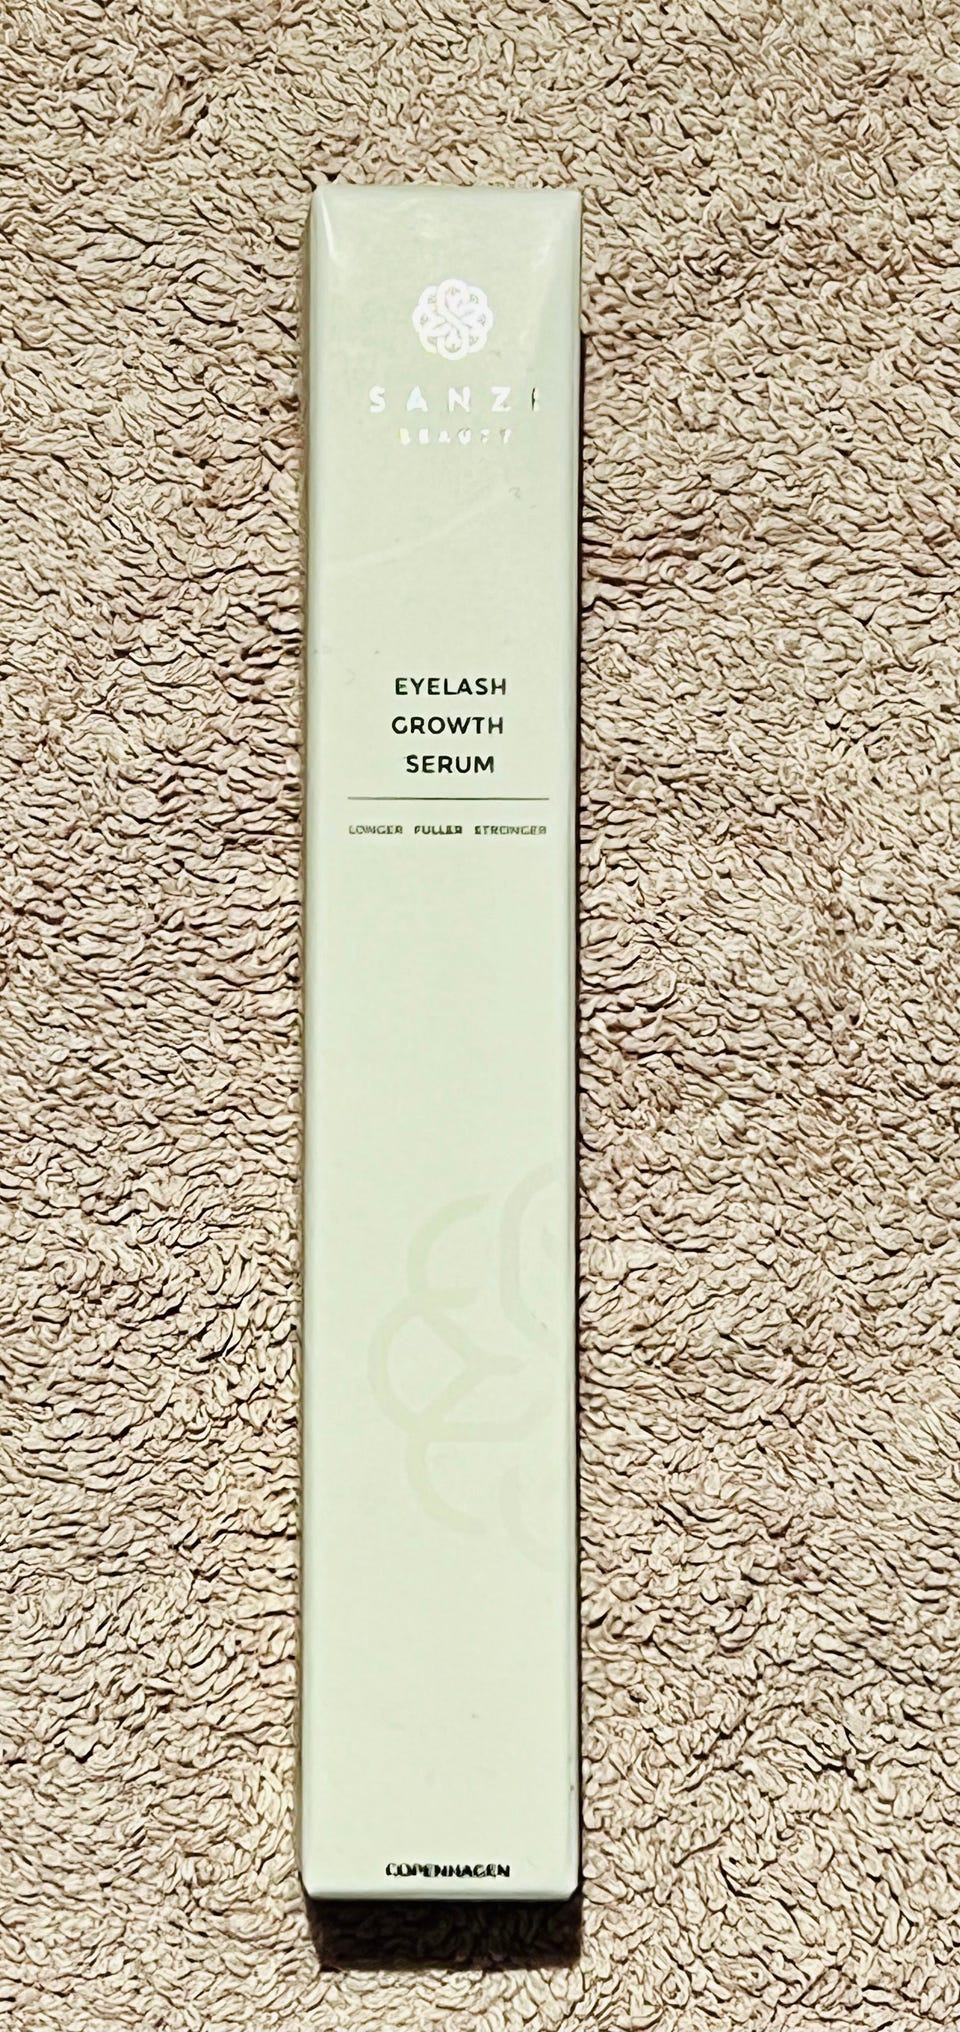 SANZI
BEAUTY
EYELASH
GROWTH
SERUM
LONGER FULLER STRONGER
COPENHAGEN